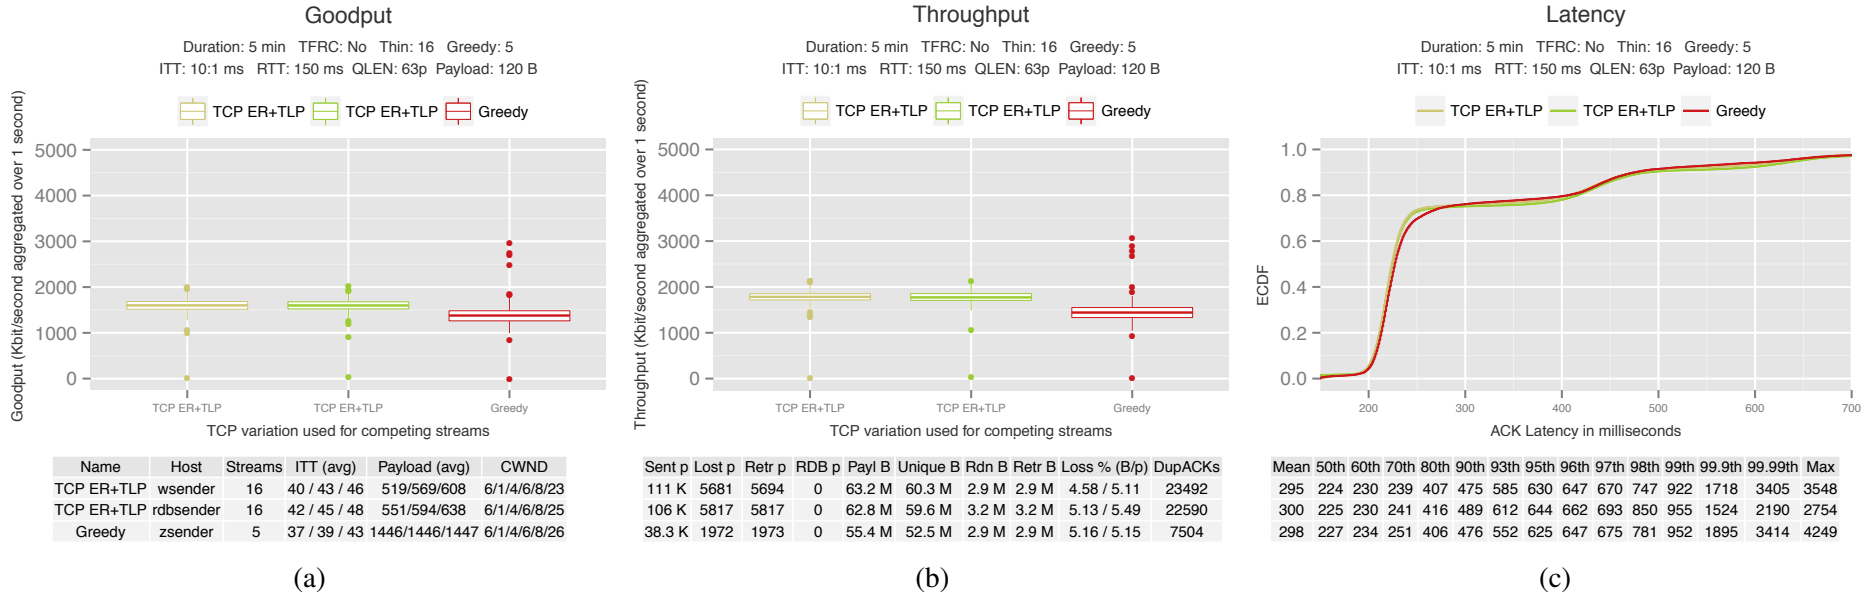 Goodput
Duration: 5 min TFRC: No Thin: 16 Greedy: 5
ITT: 10:1 ms RTT: 150 ms QLEN: 63p Payload: 120 B
TCP ER+TLP TCP ER+TLP Greedy
Goodput (Kbit/second aggregated over 1 second)
5000
4000
3000
2000
1000
0
TCP ER+TLP TCP ER+TLP Greedy
TCP variation used for competing streams
Name Host Streams ITT (avg) Payload (avg) CWND
TCP ER+TLP wsender 16 40 / 43 / 46 519/569/608 6/1/4/6/8/23
TCP ER+TLP rdbsender 16 42 / 45 / 48 551/594/638 6/1/4/6/8/25
Greedy zsender 5 37 / 39 / 43 1446/1446/1447 6/1/4/6/8/26
(a)
Throughput
Duration: 5 min TFRC: No Thin: 16 Greedy: 5
ITT: 10:1 ms RTT: 150 ms QLEN: 63p Payload: 120 B
TCP ER+TLP TCP ER+TLP Greedy
Throughput (Kbit/second aggregated over 1 second)
5000
4000
3000
2000
1000
0
TCP ER+TLP TCP ER+TLP Greedy
TCP variation used for competing streams
Sent p Lost p Retr p RDB p Payl B Unique B Rdn B Retr B Loss % (B/p) DupACKs
111 K 5681 5694 0 63.2 M 60.3 M 2.9 M 2.9 M 4.58 / 5.11 23492
106 K 5817 5817 0 62.8 M 59.6 M 3.2 M 3.2 M 5.13 / 5.49 22590
38.3 K 1972 1973 0 55.4 M 52.5 M 2.9 M 2.9 M 5.16 / 5.15 7504
(b)
Latency
Duration: 5 min TFRC: No Thin: 16 Greedy: 5
ITT: 10:1 ms RTT: 150 ms QLEN: 63p Payload: 120 B
TCP ER+TLP TCP ER+TLP Greedy
ECDF
1.0
0.8
0.6
0.4
0.2
0.0
200 300 400 500 600 700
ACK Latency in milliseconds
Mean 50th 60th 70th 80th 90th 93th 95th 96th 97th 98th 99th 99.9th 99.99th Max
295 224 230 239 407 475 585 630 647 670 747 922 1718 3405 3548
300 225 230 241 416 489 612 644 662 693 850 955 1524 2190 2754
298 227 234 251 406 476 552 625 647 675 781 952 1895 3414 4249
(c)